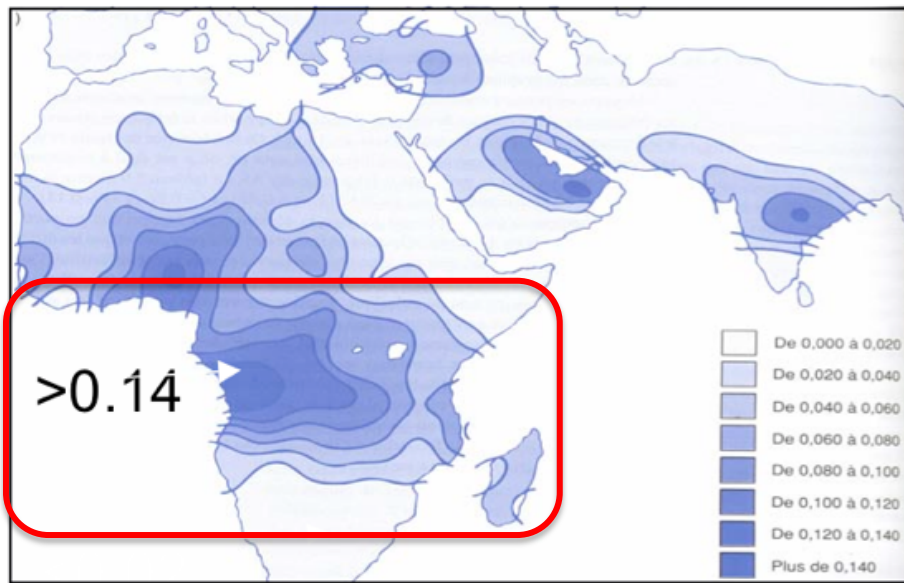 )
>0.14
De 0,000 à 0,020
De 0,020 à 0,040
De 0,040 à 0,060
De 0,060 à 0,080
De 0,080 à 0,100
De 0,100 à 0,120
De 0,120 à 0,140
Plus de 0,140